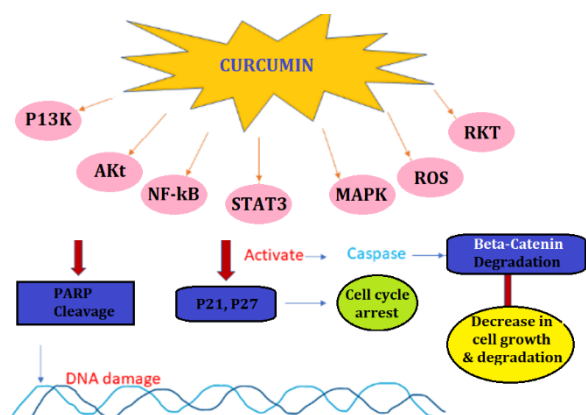 CURCUMIN
P13K
AKt
NF-kB
STAT3
MAPK
ROS
RKT
Activate
Caspase
Beta-Catenin
Degradation
PARP
Cleavage
P21, P27
Cell cycle
arrest
Decrease in
cell growth
& degradation
DNA damage